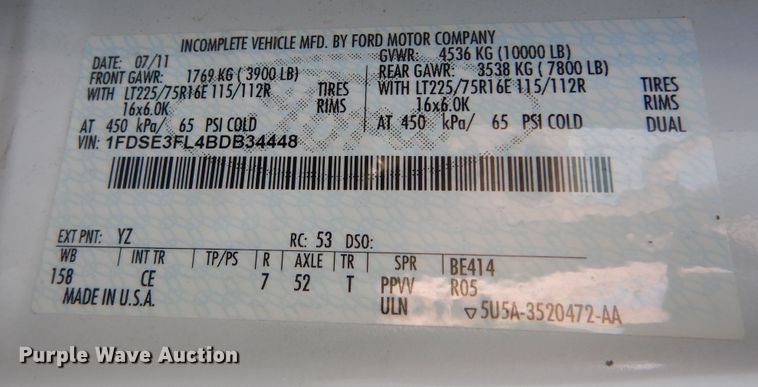 INCOMPLETE VEHICLE MFD. BY FORD MOTOR COMPANY
DATE: 07/11 GVWR: 4536 KG (10000 LB)
FRONT GAWR: 1769 KG ( 3900 LB) REAR GAWR: 3538 KG ( 7800 LB)
WITH LT225/75R16E 115/112R TIRES WITH LT225/75R16E 115/112R TIRES
16x6.0K RIMS 16x6.0K RIMS
AT 450 kPa/ 65 PSI COLD AT 450 kPa/ 65 PSI COLD DUAL
VIN: 1FDSE3FL4BDB34448
EXT PNT: YZ RC: 53 DSO:
WB INT TR TP/PS R AXLE TR SPR BE414
158 CE 7 52 T PPVV R05
MADE IN U.S.A. ULN ▽5U5A-3520472-AA
Purple Wave Auction